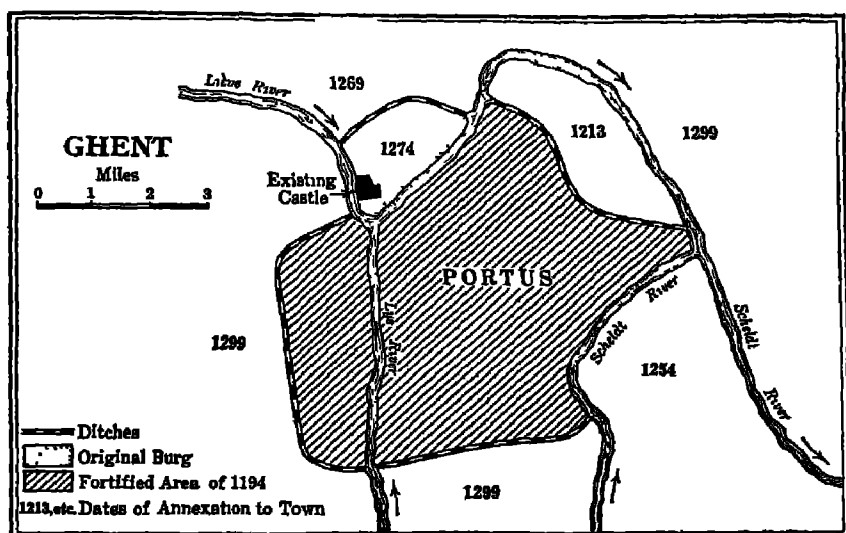 Lieve River
1269
GHENT
Miles
0 1 2 3
1274
1213
1299
Existing
Castle
PORTUS
Lys River
Scheldt River
Scheldt River
1299
1254
Ditches
Original Burg
Fortified Area of 1194
1213, etc. Dates of Annexation to Town
1299